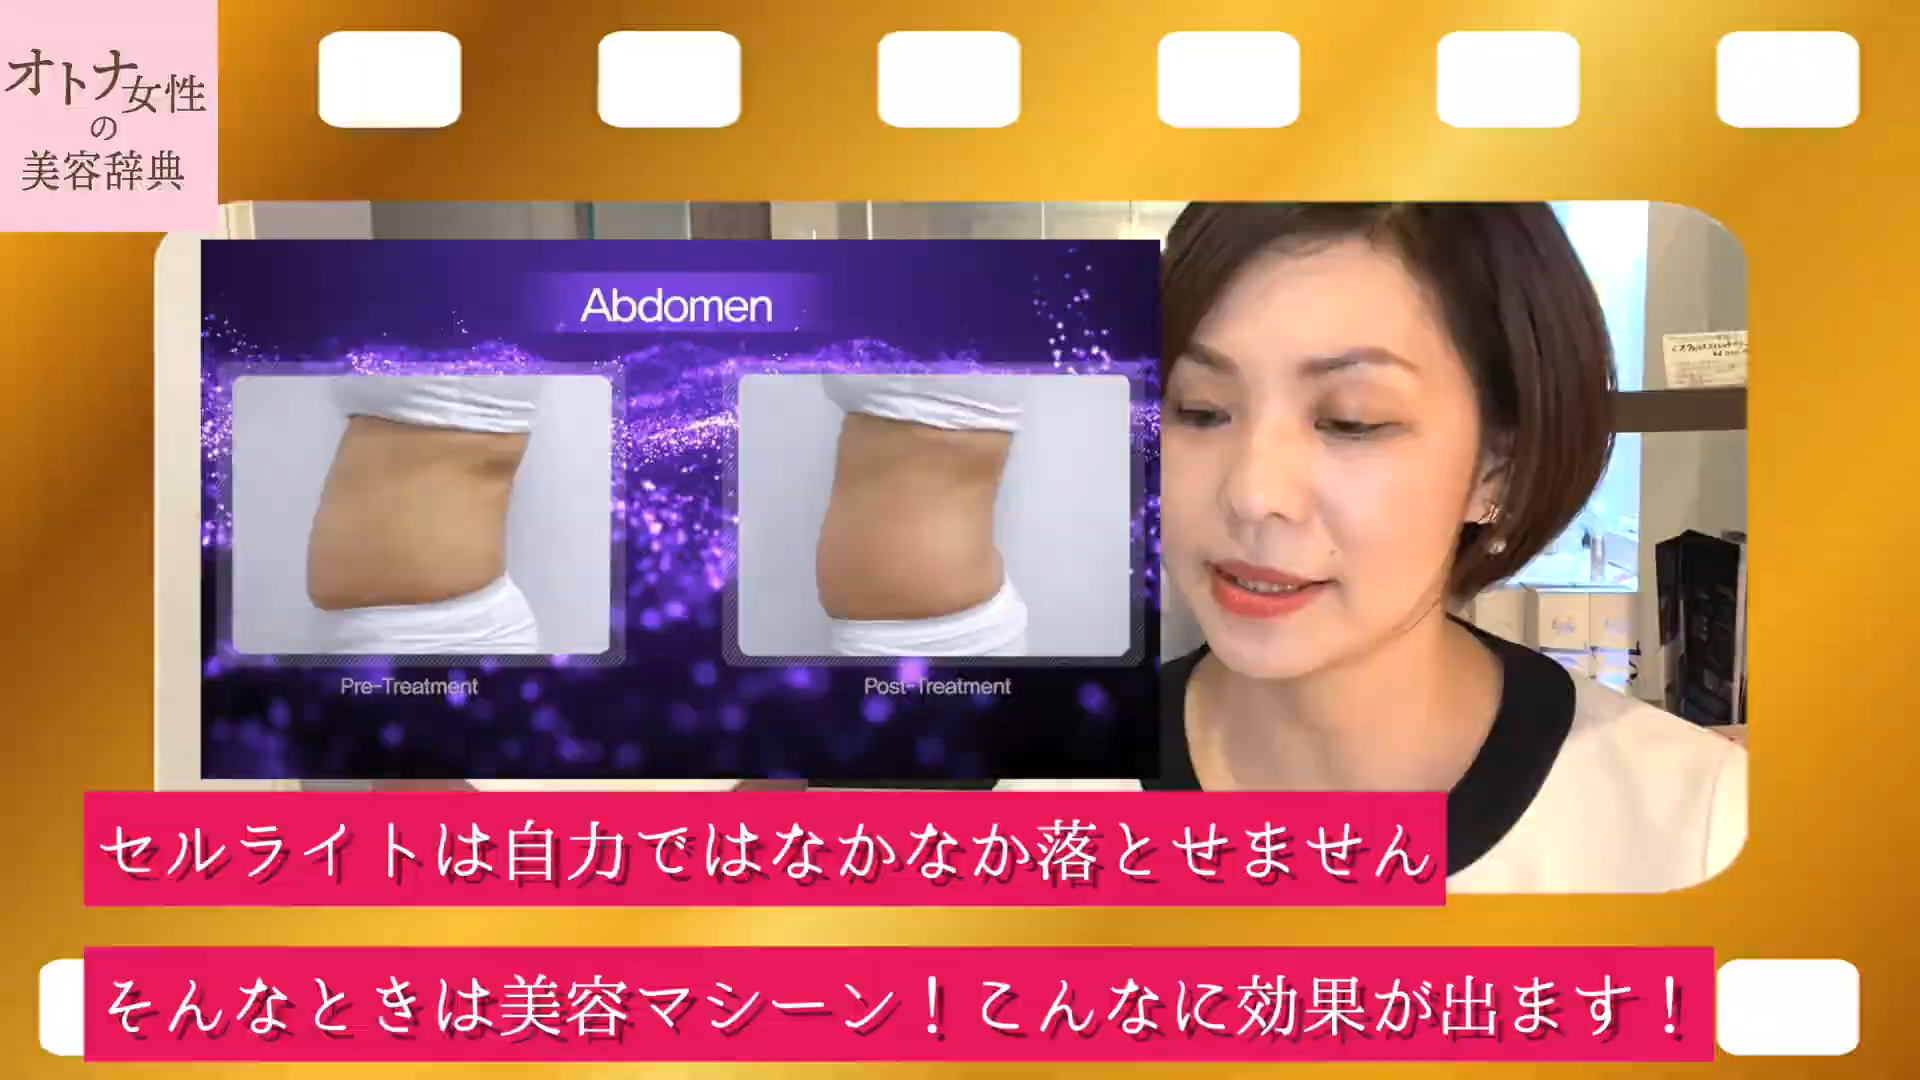 オトナ女性
の
美容辞典
Abdomen
Pre-Treatment
Post-Treatment
セルライトは自力ではなかなか落とせません
そんなときは美容マシーン！こんなに効果が出ます！